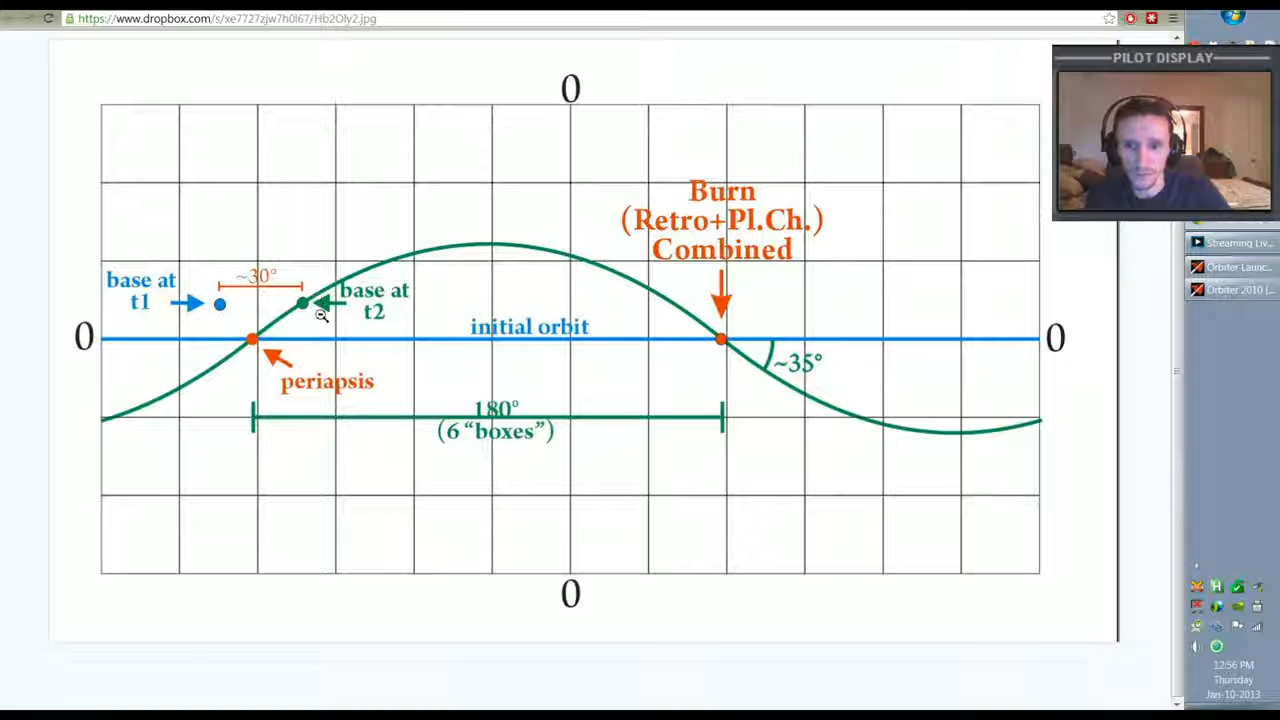 https://www.dropbox.com/s/xe7727zjw7h0l67/Hb2Oly2.jpg
PILOT DISPLAY
0
Burn
(Retro+Pl.Ch.)
Combined
~30°
base at
t1
base at
t2
0
initial orbit
0
~35°
periapsis
180°
(6 “boxes”)
0
Streaming Liv...
Orbiter Launc...
Orbiter 2010 (...
12:56 PM
Thursday
Jan-10-2013